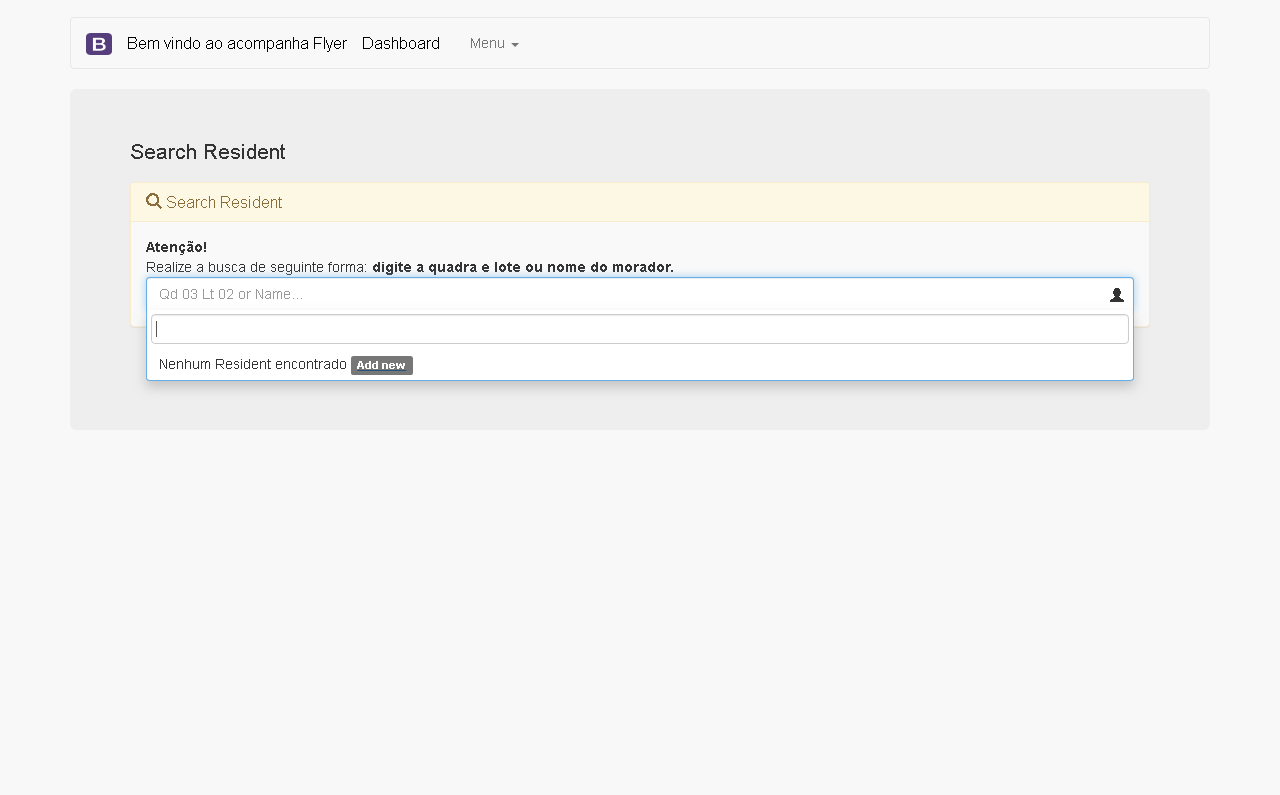 B Bem vindo ao acompanha Flyer Dashboard Menu
Search Resident
Search Resident
Atenção!
Realize a busca de seguinte forma: digite a quadra e lote ou nome do morador.
Qd 03 Lt 02 or Name...
Nenhum Resident encontrado Add new